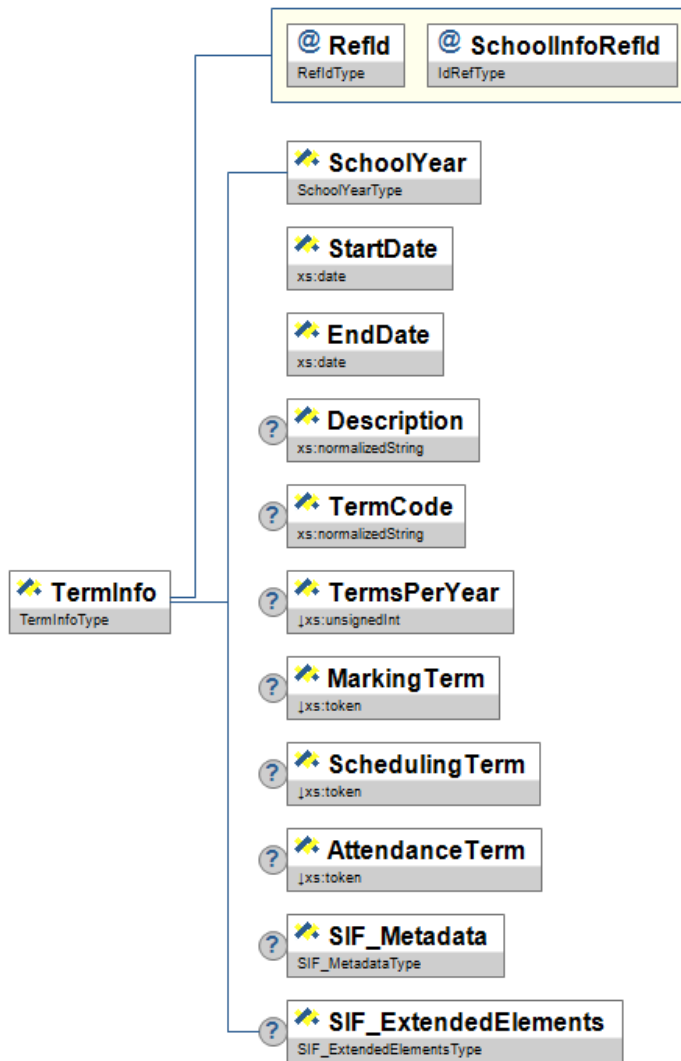 @ RefId
RefIdType
@ SchoolInfoRefId
IdRefType
SchoolYear
SchoolYearType
StartDate
xs:date
EndDate
xs:date
? Description
xs:normalizedString
? TermCode
xs:normalizedString
TermInfo
TermInfoType
? TermsPerYear
↓xs:unsignedInt
? MarkingTerm
↓xs:token
? SchedulingTerm
↓xs:token
? AttendanceTerm
↓xs:token
? SIF_Metadata
SIF_MetadataType
? SIF_ExtendedElements
SIF_ExtendedElementsType